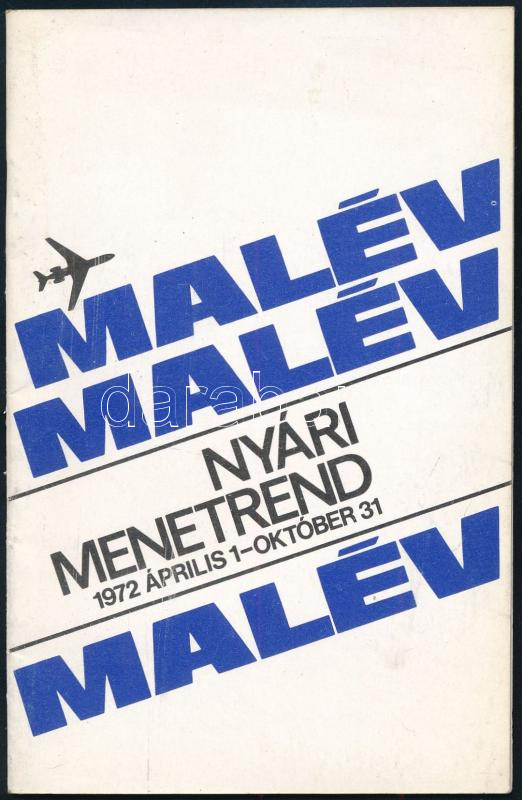 MALÉV
MALÉV
NYÁRI
MENETREND
1972 ÁPRILIS 1-OKTÓBER 31
MALÉV